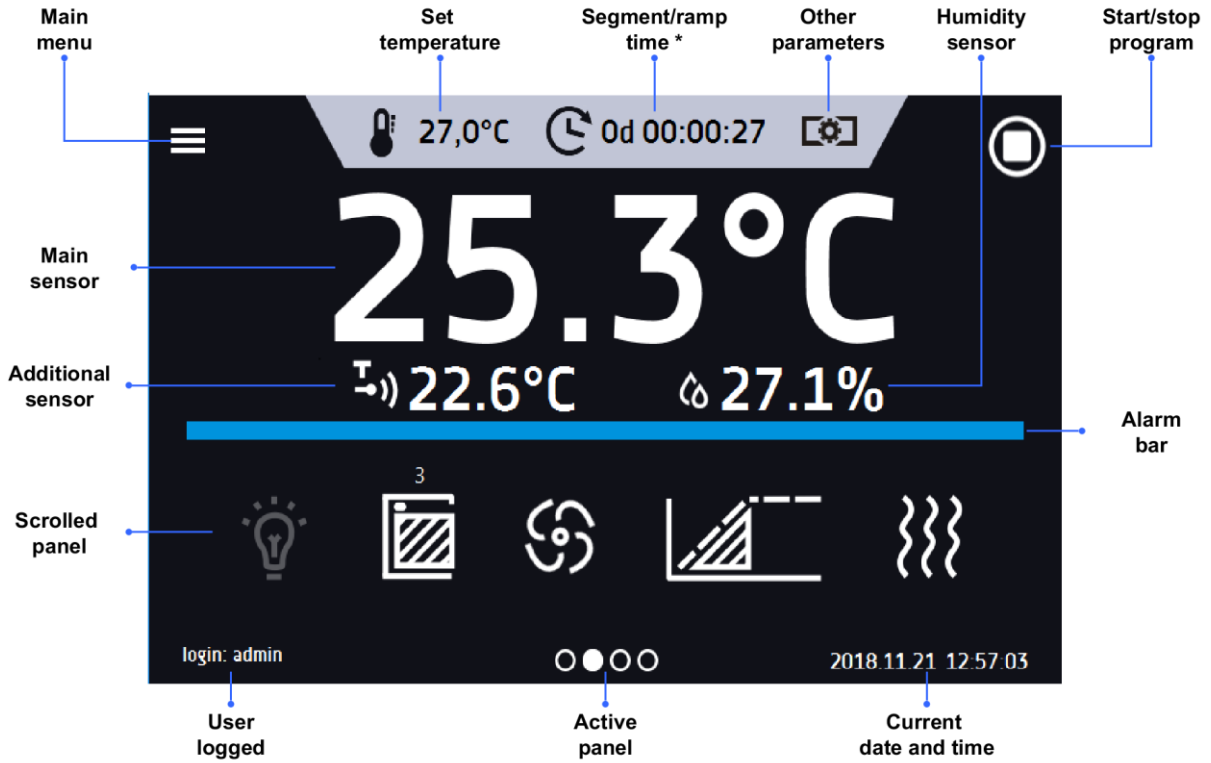 Main
menu
Set
temperature
Segment/ramp
time *
Other
parameters
Humidity
sensor
Start/stop
program
27,0°C
0d 00:00:27
25.3°C
Main
sensor
Additional
sensor
22.6°C
27.1%
Alarm
bar
3
Scrolled
panel
login: admin
2018.11.21 12:57:03
User
logged
Active
panel
Current
date and time